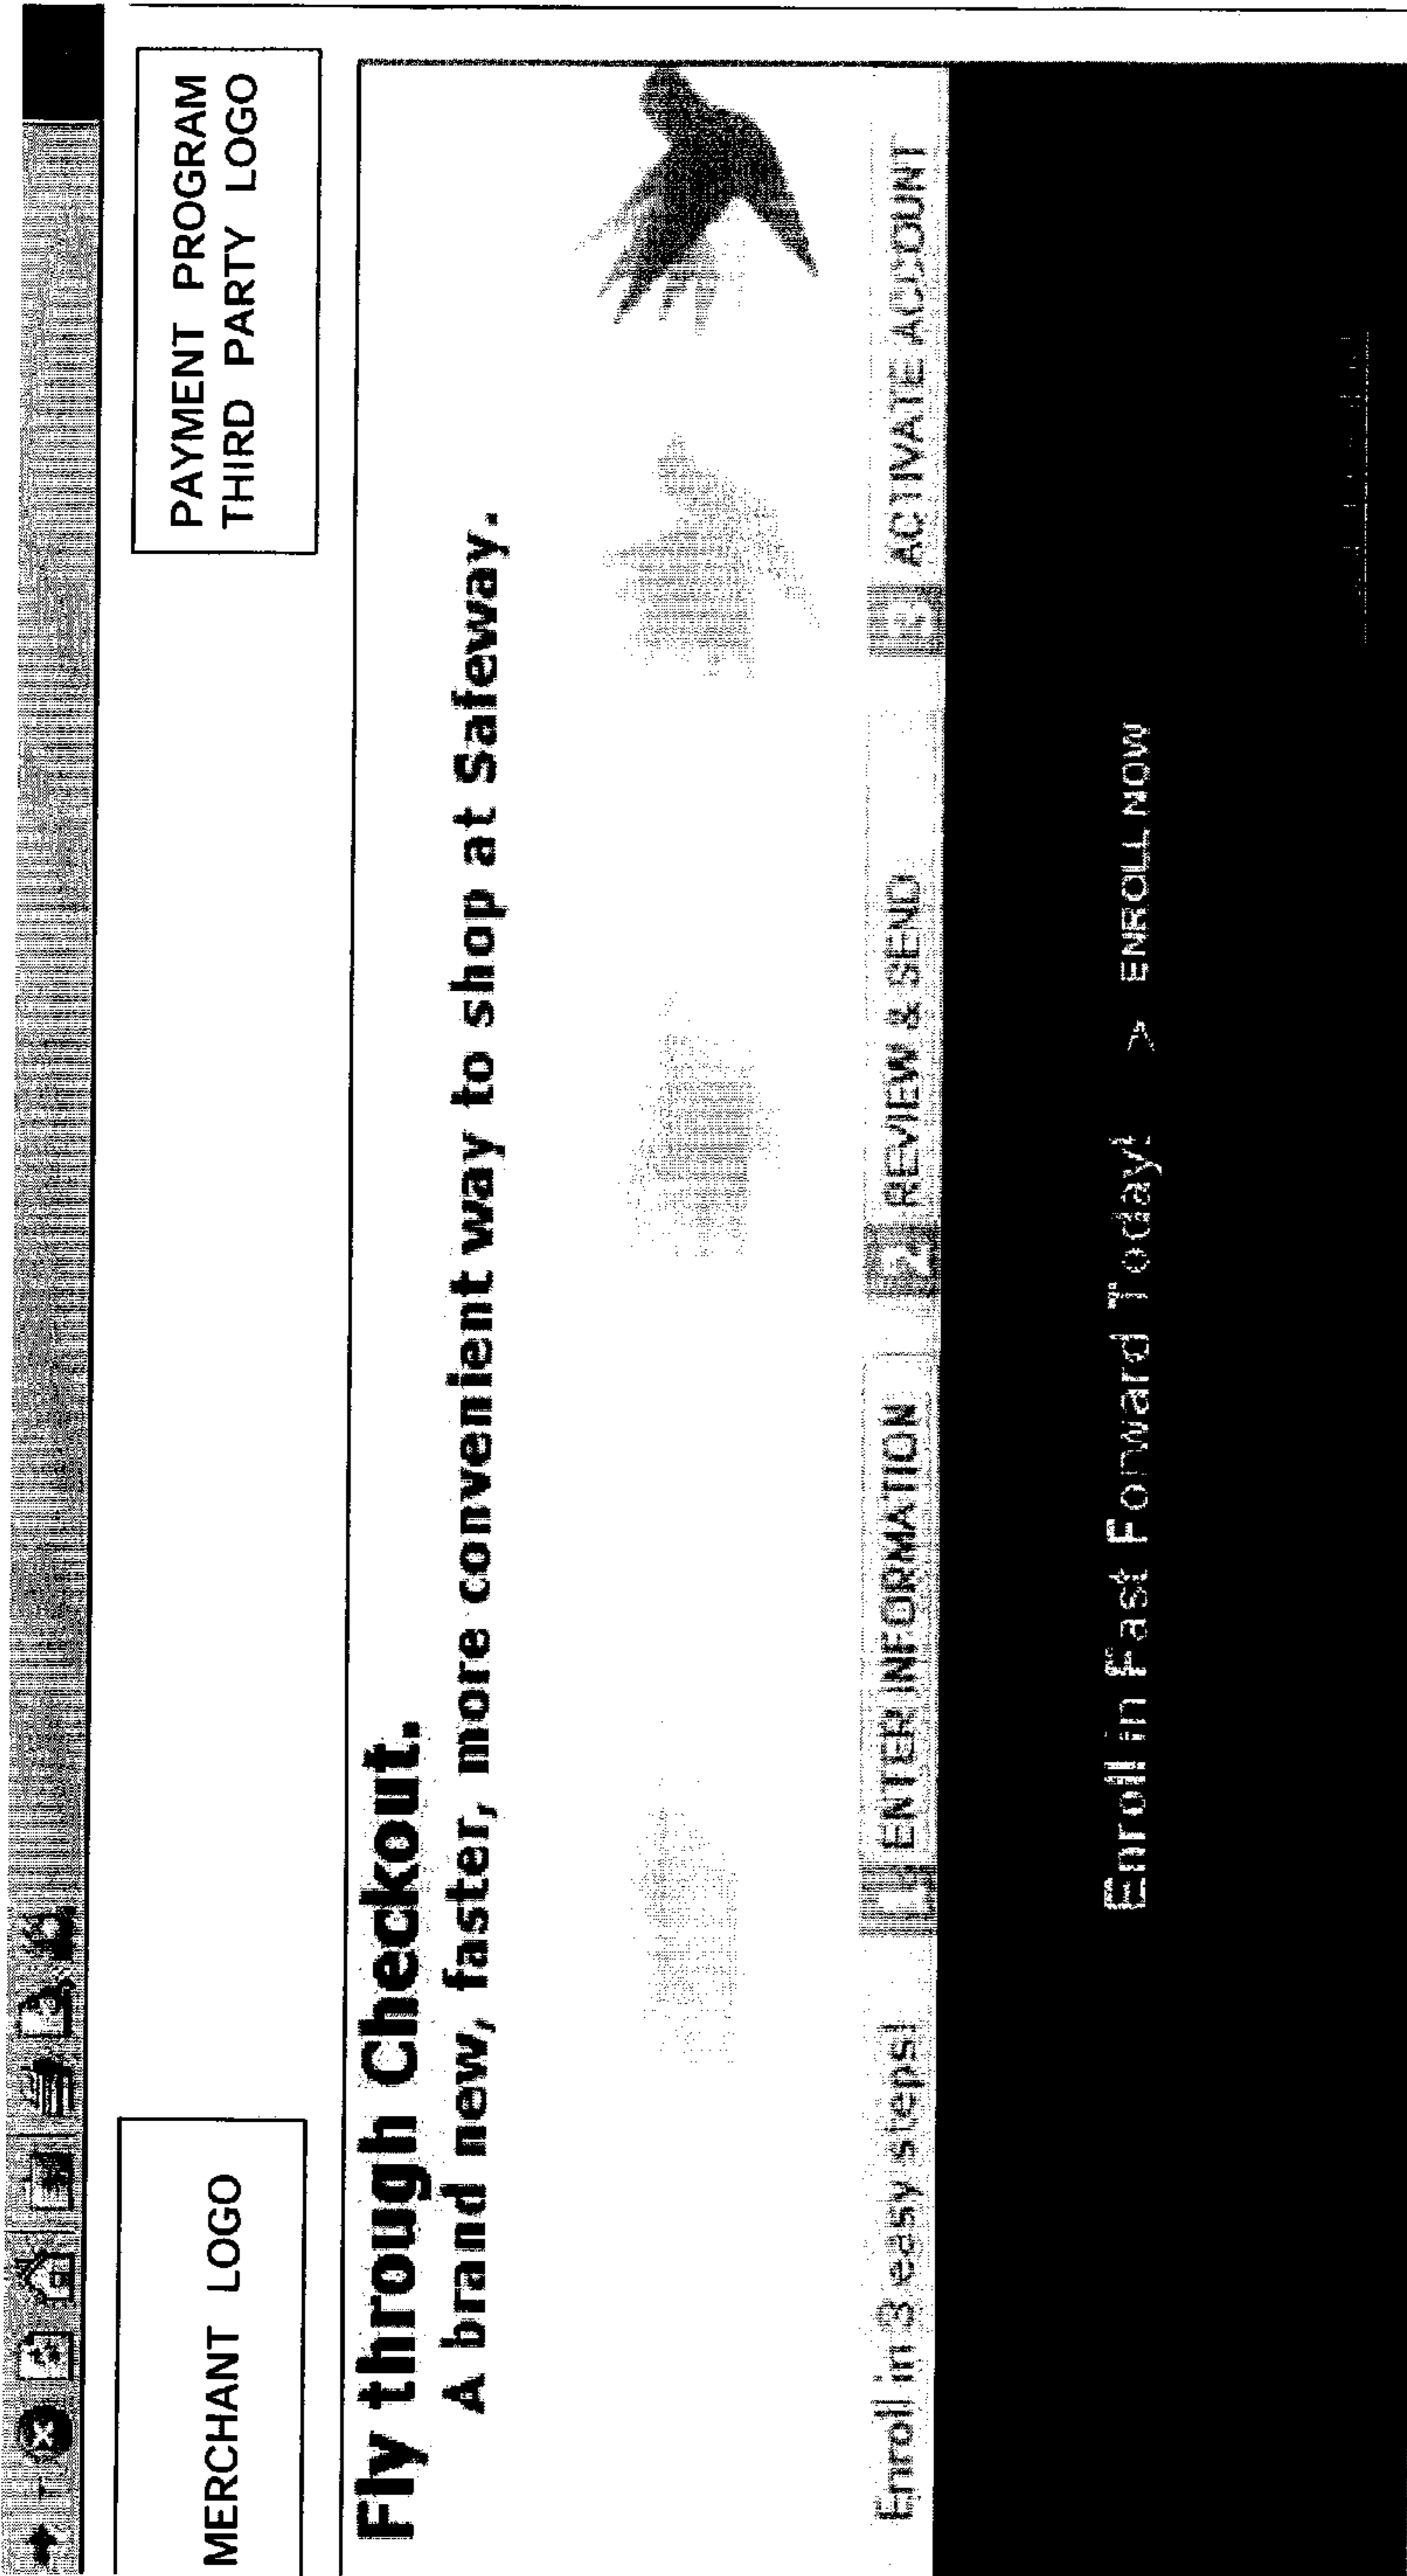 MERCHANT LOGO
PAYMENT PROGRAM
THIRD PARTY LOGO
Fly through Checkout.
A brand new, faster, more convenient way to shop at Safeway.
Enroll in 3 easy steps! 1 ENTER INFORMATION 2 REVIEW & SEND 3 ACTIVATE ACCOUNT
Enroll in Fast Forward Today! > ENROLL NOW